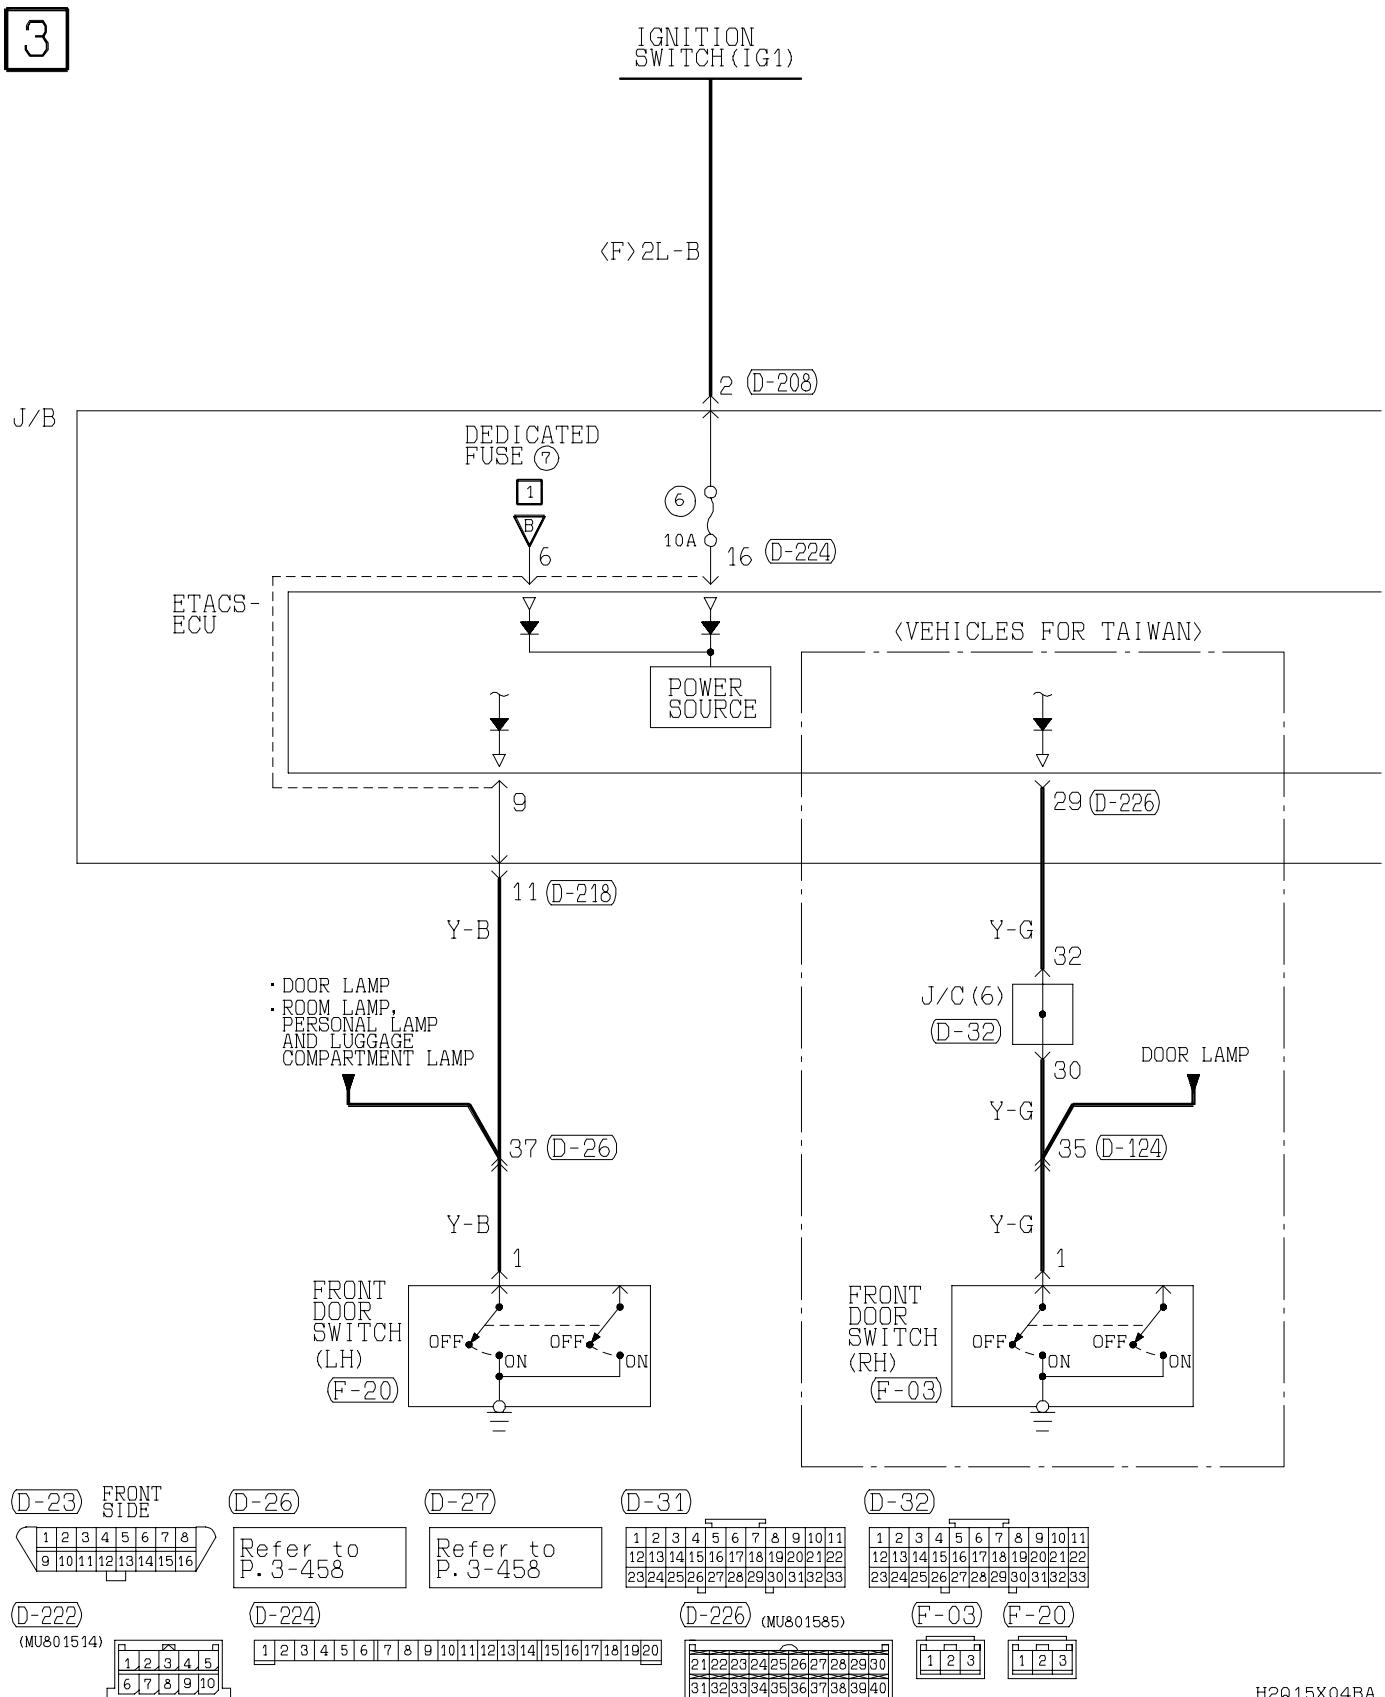 3
IGNITION
SWITCH(IG1)
〈F〉2L-B
2 D-208
J/B
DEDICATED
FUSE 7
1
B
6
6
10A
16 D-224
ETACS-
ECU
〈VEHICLES FOR TAIWAN〉
POWER
SOURCE
9
29 D-226
11 D-218
Y-B
Y-G
32
· DOOR LAMP
· ROOM LAMP,
PERSONAL LAMP
AND LUGGAGE
COMPARTMENT LAMP
J/C(6)
D-32
30
DOOR LAMP
Y-G
37 D-26
35 D-124
Y-B
Y-G
1
1
FRONT
DOOR
SWITCH
(LH)
F-20
OFF
ON
OFF
ON
FRONT
DOOR
SWITCH
(RH)
F-03
OFF
ON
OFF
ON
D-23 FRONT
SIDE
1 2 3 4 5 6 7 8
9 10 11 12 13 14 15 16
D-26
Refer to
P.3-458
D-27
Refer to
P.3-458
D-31
1 2 3 4 5 6 7 8 9 10 11
12 13 14 15 16 17 18 19 20 21 22
23 24 25 26 27 28 29 30 31 32 33
D-32
1 2 3 4 5 6 7 8 9 10 11
12 13 14 15 16 17 18 19 20 21 22
23 24 25 26 27 28 29 30 31 32 33
D-222
(MU801514)
1 2 3 4 5
6 7 8 9 10
D-224
1 2 3 4 5 6 7 8 9 10 11 12 13 14 15 16 17 18 19 20
D-226 (MU801585)
21 22 23 24 25 26 27 28 29 30
31 32 33 34 35 36 37 38 39 40
F-03
1 2 3
F-20
1 2 3
H2Q15X04BA